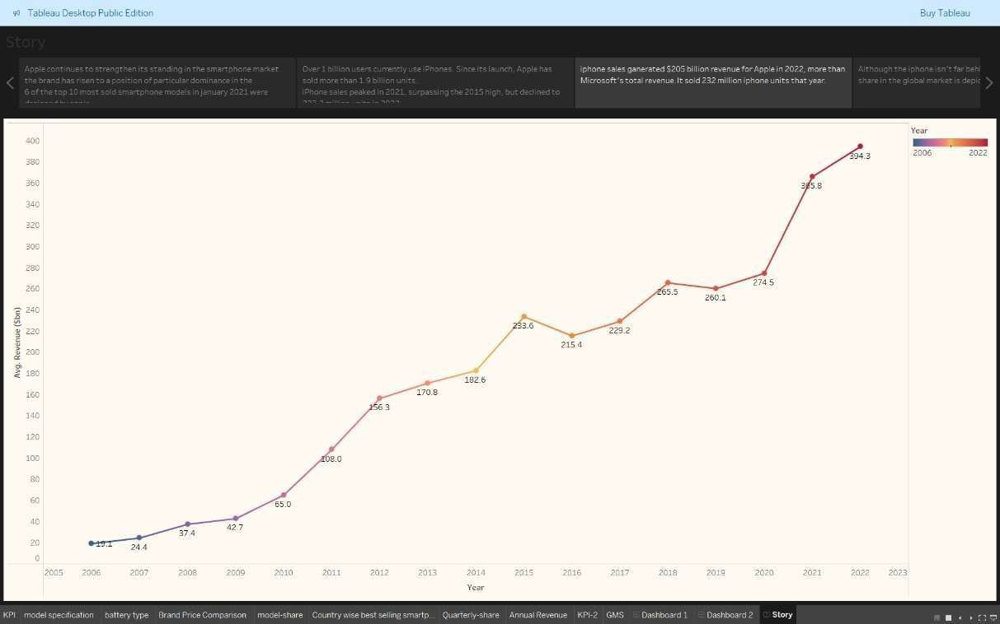 Tableau Desktop Public Edition
Buy Tableau
Story
Apple continues to strengthen its standing in the smartphone market.
the brand has risen to a position of particular dominance in the
6 of the top 10 most sold smartphone models in january 2021 were
designed by apple
Over 1 billion users currently use iPhones. Since its launch, Apple has
sold more than 1.9 billion units.
iPhone sales peaked in 2021, surpassing the 2015 high, but declined to
million units in 2022
iphone sales ganerated $205 billion revenue for Apple in 2022, more than
Microsoft's total revenue. It sold 232 million iphone units that year.
Although the iphone isn't far behi
share in the global market is depic
Year
2006
2022
Avg. Revenue ($bn)
400
380
360
340
320
300
280
260
240
220
200
180
160
140
120
100
80
60
40
20
0
19.1
24.4
37.4
42.7
65.0
108.0
156.3
170.8
182.6
233.6
215.4
229.2
265.5
260.1
274.5
365.8
394.3
2005 2006 2007 2008 2009 2010 2011 2012 2013 2014 2015 2016 2017 2018 2019 2020 2021 2022 2023
Year
KPI model specification battery type Brand Price Comparison model-share Country wise best selling smartp... Quarterly-share Annual Revenue KPI-2 GMS Dashboard 1 Dashboard 2 Story